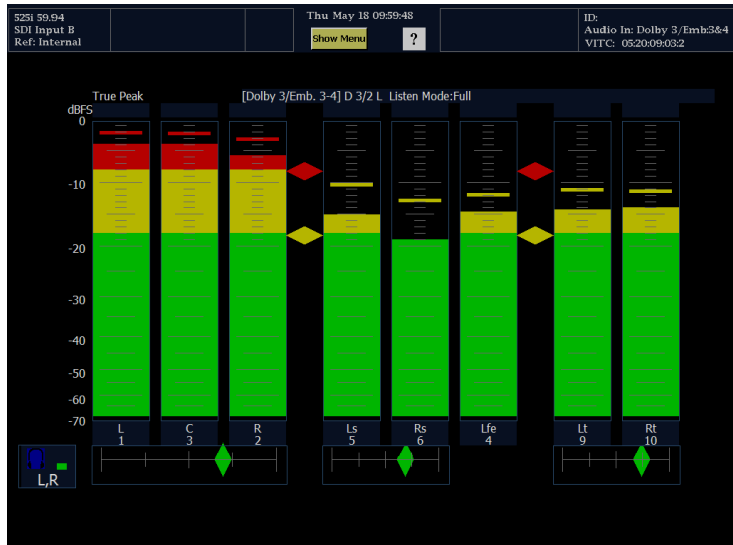 525i 59.94
SDI Input B
Ref: Internal
Thu May 18 09:59:48
Show Menu
?
ID:
Audio In: Dolby 3/Emb:3&4
VITC: 05:20:09:03:2
True Peak
[Dolby 3/Emb. 3-4] D 3/2 L Listen Mode:Full
dBFS
0
-10
-20
-30
-40
-50
-60
-70
L C R Ls Rs Lfe Lt Rt
1 3 2 5 6 4 9 10
L,R